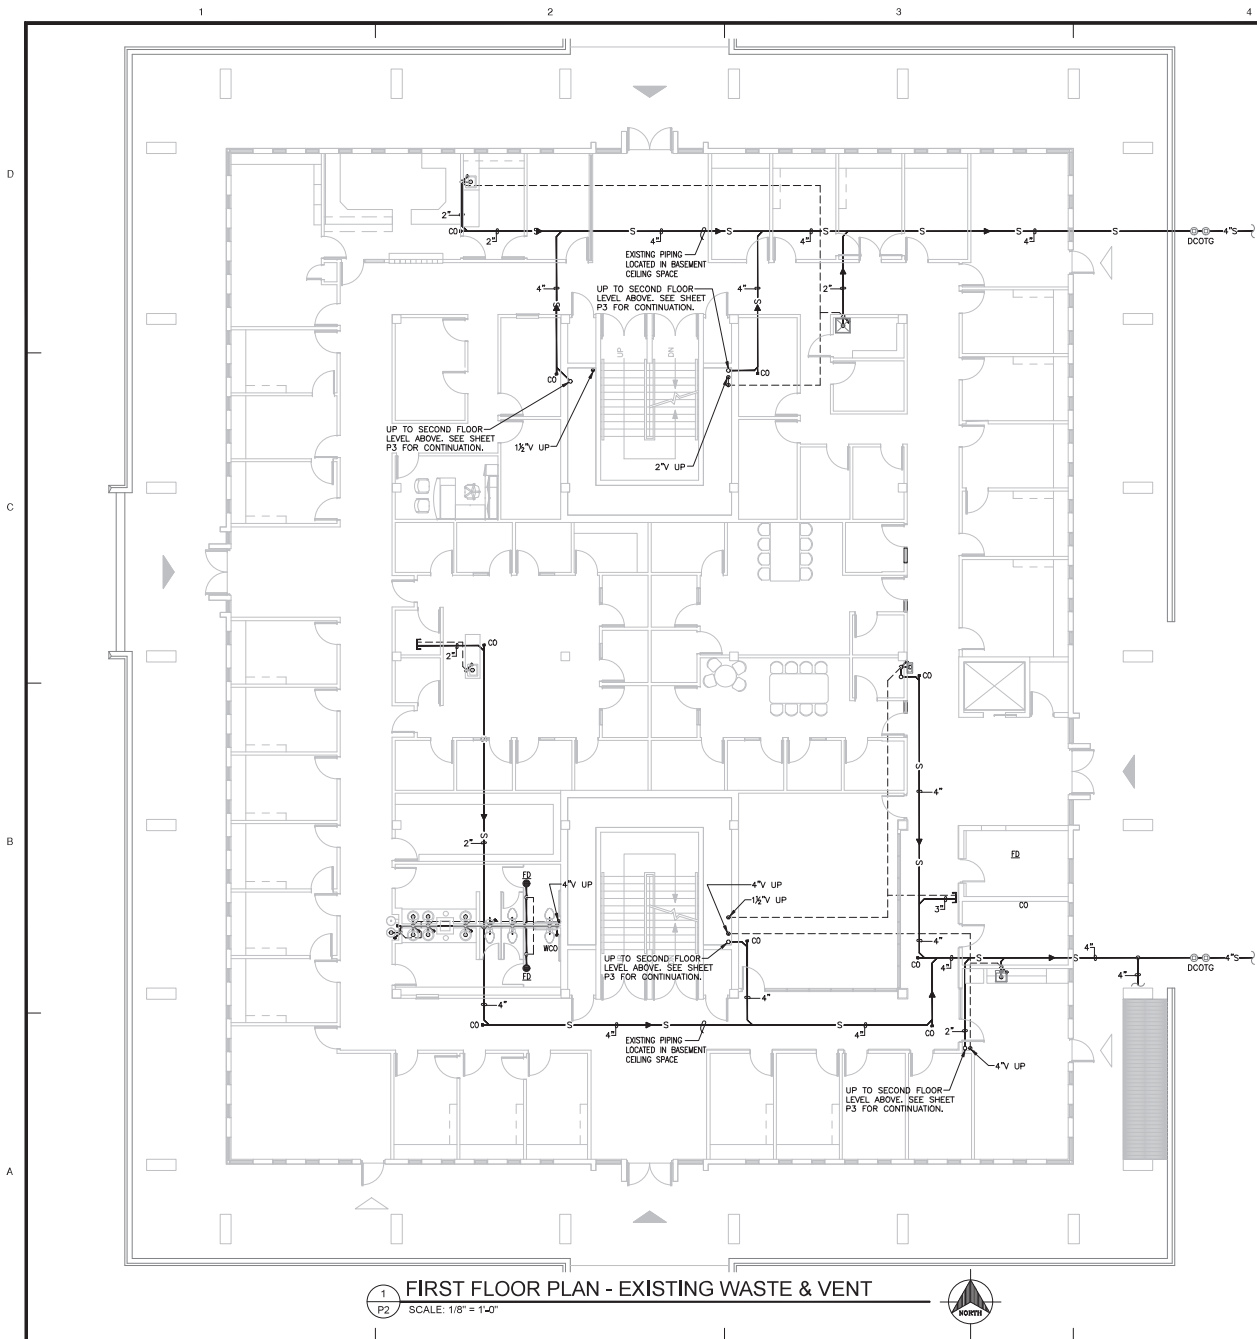 1 2 3 4
D
2"
CO
2"
S
S
4"
S
4"
S
S
4"
S
DCOTG
4"S
EXISTING PIPING
LOCATED IN BASEMENT
CEILING SPACE
4"
S
UP TO SECOND FLOOR
LEVEL ABOVE. SEE SHEET
P3 FOR CONTINUATION.
4"
S
2"
UP
DN
CO
CO
UP TO SECOND FLOOR
LEVEL ABOVE. SEE SHEET
P3 FOR CONTINUATION.
1½"V UP
2"V UP
C
CO
2"
CO
S
S
4"
B
S
2"
S
FD
FD
4"V UP
4"V UP
1½"V UP
3"
CO
WCO
FD
UP TO SECOND FLOOR
LEVEL ABOVE. SEE SHEET
P3 FOR CONTINUATION.
CO
4"
CO
4"
S
S
4"
4"
DCOTG
4"S
4"
4"
CO
S
4"
S
EXISTING PIPING
LOCATED IN BASEMENT
CEILING SPACE
S
4"
CO
2"
4"V UP
UP TO SECOND FLOOR
LEVEL ABOVE. SEE SHEET
P3 FOR CONTINUATION.
A
1
P2
FIRST FLOOR PLAN - EXISTING WASTE & VENT
SCALE: 1/8" = 1'-0"
NORTH